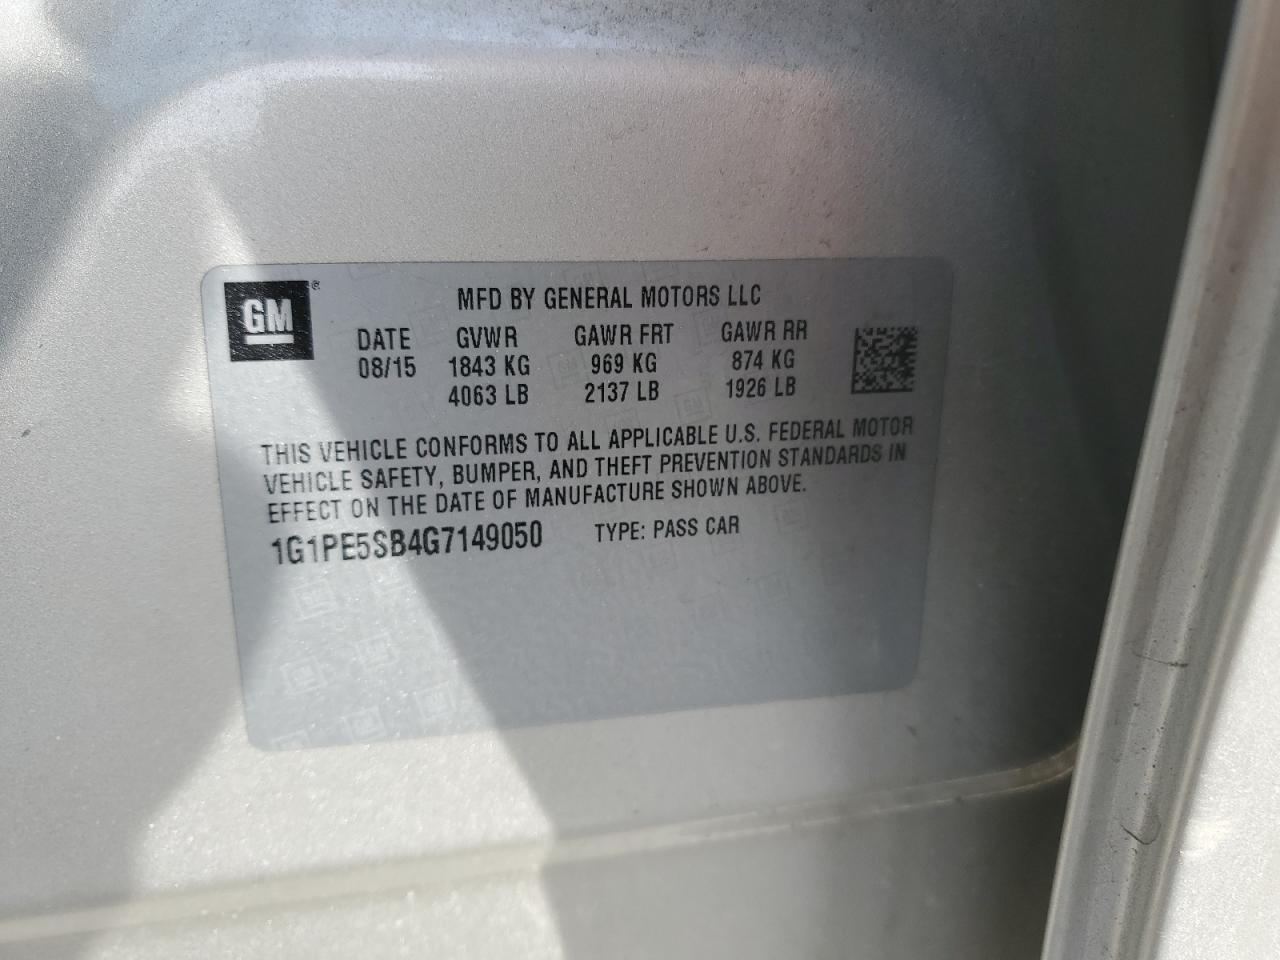 GM®
MFD BY GENERAL MOTORS LLC
DATE GVWR GAWR FRT GAWR RR
08/15 1843 KG 969 KG 874 KG
4063 LB 2137 LB 1926 LB
THIS VEHICLE CONFORMS TO ALL APPLICABLE U.S. FEDERAL MOTOR
VEHICLE SAFETY, BUMPER, AND THEFT PREVENTION STANDARDS IN
EFFECT ON THE DATE OF MANUFACTURE SHOWN ABOVE.
1G1PE5SB4G7149050 TYPE: PASS CAR